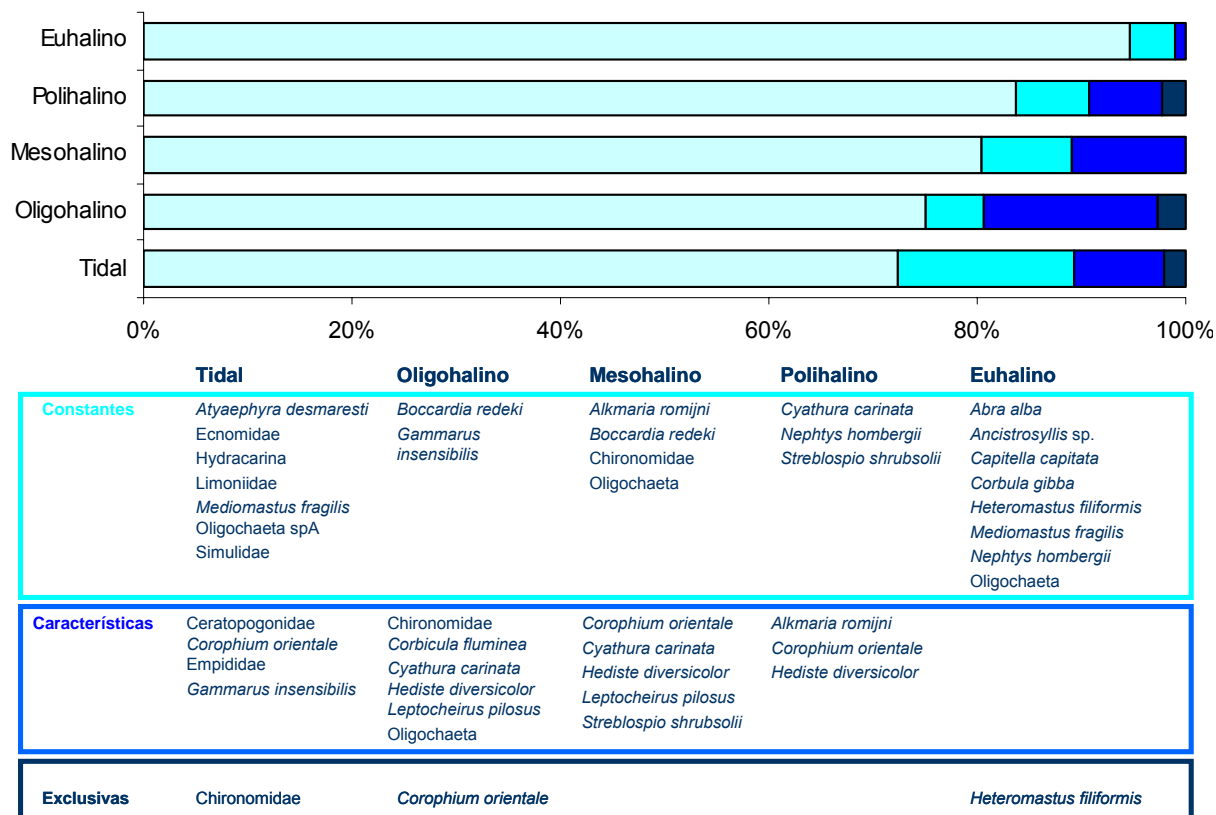 Euhalino
Polihalino
Mesohalino
Oligohalino
Tidal
0% 20% 40% 60% 80% 100%
Tidal Oligohalino Mesohalino Polihalino Euhalino
Constantes Atyaephyra desmaresti Boccardia redeki Alkmaria romijni Cyathura carinata Abra alba
Ecnomidae Gammarus Boccardia redeki Nephtys hombergii Ancistrosyllis sp.
Hydracarina insensibilis Chironomidae Streblospio shrubsolii Capitella capitata
Limoniidae Oligochaeta Corbula gibba
Mediomastus fragilis Heteromastus filiformis
Oligochaeta spA Mediomastus fragilis
Simulidae Nephtys hombergii
Oligochaeta
Características Ceratopogonidae Chironomidae Corophium orientale Alkmaria romijni
Corophium orientale Corbicula fluminea Cyathura carinata Corophium orientale
Empididae Cyathura carinata Hediste diversicolor Hediste diversicolor
Gammarus insensibilis Hediste diversicolor Leptocheirus pilosus
Leptocheirus pilosus Streblospio shrubsolii
Oligochaeta
Exclusivas Chironomidae Corophium orientale Heteromastus filiformis